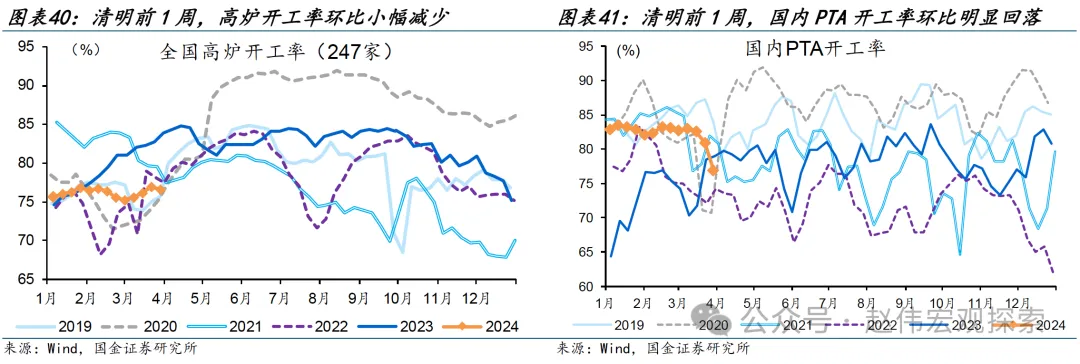 图表40：清明前1周，高炉开工率环比小幅减少
(%)
全国高炉开工率（247家）
95
90
85
80
75
70
65
1月 2月 3月 4月 5月 6月 7月 8月 9月 10月 11月 12月
2019 2020 2021 2022 2023 2024
来源：Wind，国金证券研究所
图表41：清明前1周，国内PTA开工率环比明显回落
(%)
国内PTA开工率
95
90
85
80
75
70
65
60
1月 2月 3月 4月 5月 6月 7月 8月 9月 10月 11月 12月
2019 2020 2021 2022 2023 2024
来源：Wind，国金证券研究所
公众号·赵伟宏观探索